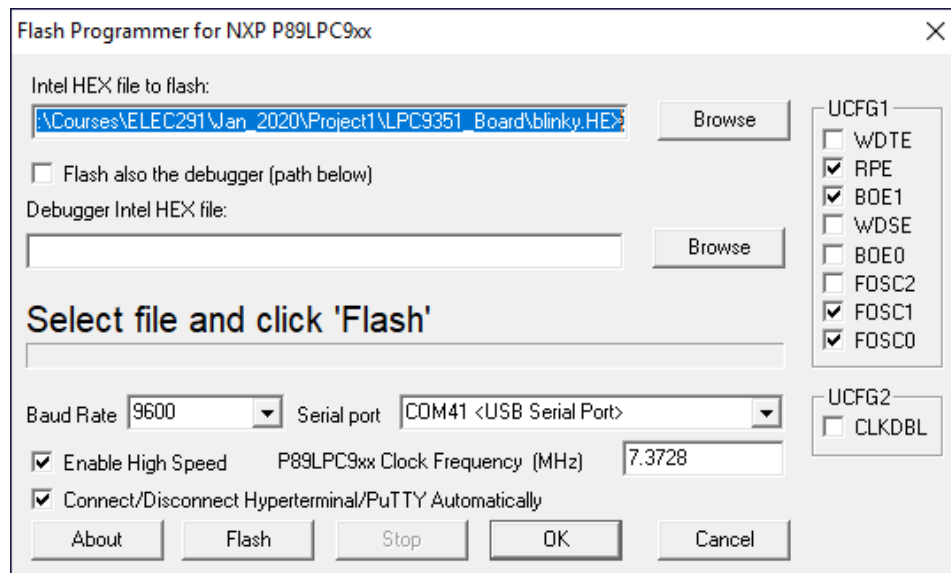 Flash Programmer for NXP P89LPC9xx
Intel HEX file to flash:
:\Courses\ELEC291\Jan_2020\Project1\LPC9351_Board\blinky.HEX
Browse
Flash also the debugger (path below)
Debugger Intel HEX file:
Browse
Select file and click 'Flash'
Baud Rate 9600 Serial port COM41 <USB Serial Port>
Enable High Speed P89LPC9xx Clock Frequency (MHz) 7.3728
Connect/Disconnect Hyperterminal/PuTTY Automatically
About Flash Stop OK Cancel
UCFG1
WDTE
RPE
BOE1
WDSE
BOE0
FOSC2
FOSC1
FOSC0
UCFG2
CLKDBL